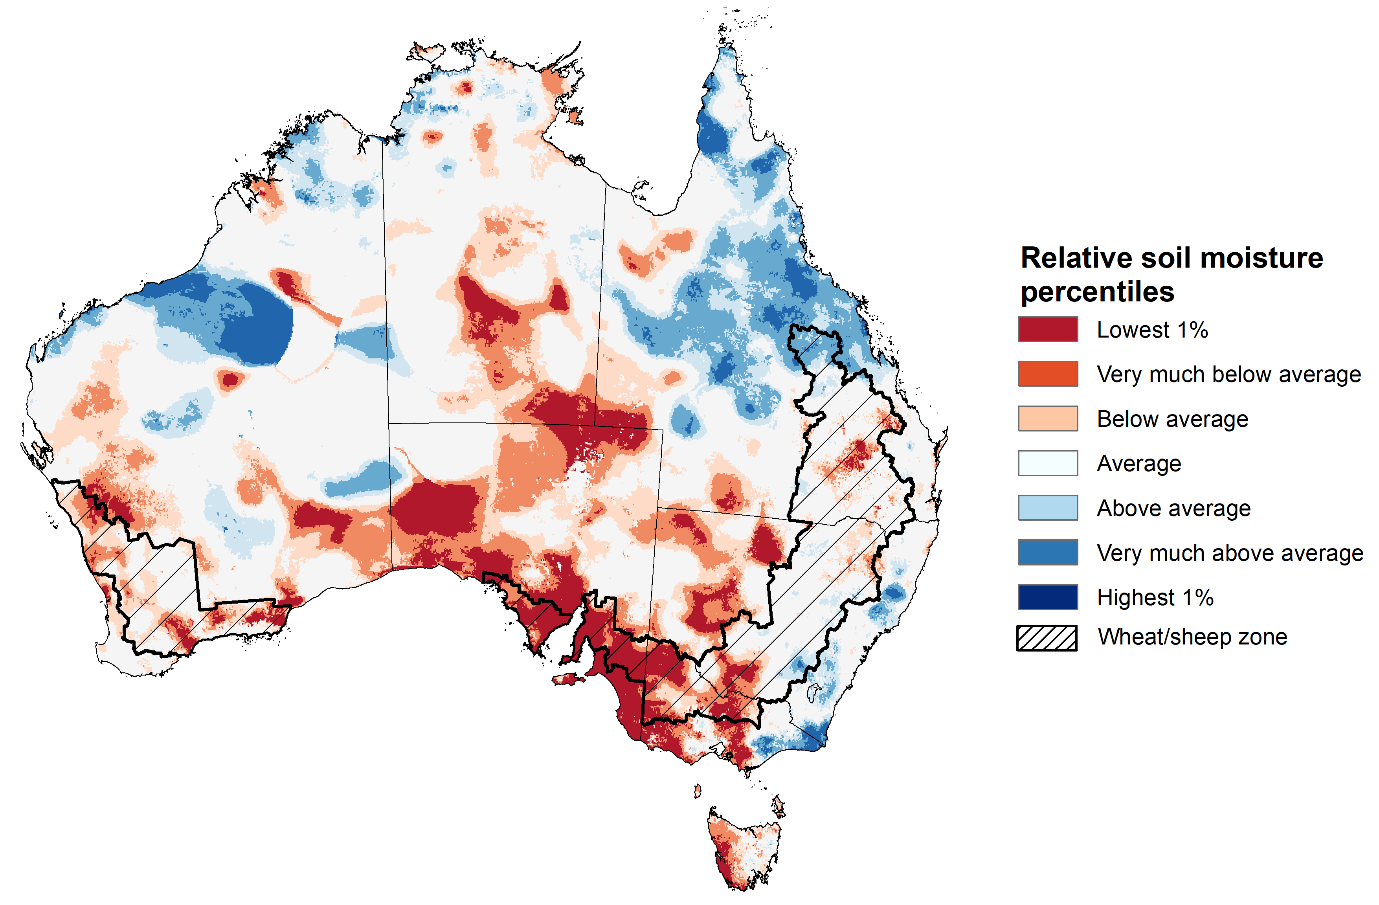 Relative soil moisture
percentiles
Lowest 1%
Very much below average
Below average
Average
Above average
Very much above average
Highest 1%
Wheat/sheep zone